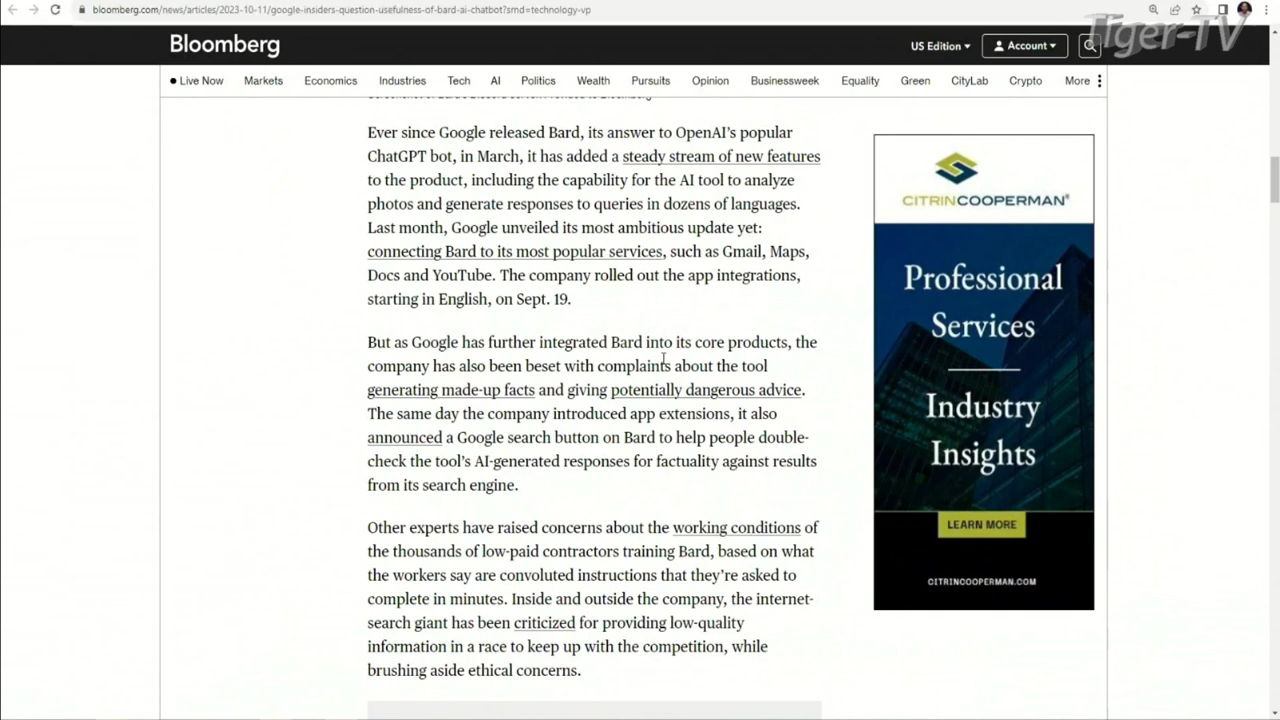 bloomberg.com/news/articles/2023-10-11/google-insiders-question-usefulness-of-bard-ai-chatbot?srnd=technology-vp
Tiger-TV
Bloomberg
US Edition
Account
Live Now Markets Economics Industries Tech AI Politics Wealth Pursuits Opinion Businessweek Equality Green CityLab Crypto More
Ever since Google released Bard, its answer to OpenAI’s popular
ChatGPT bot, in March, it has added a steady stream of new features
to the product, including the capability for the AI tool to analyze
photos and generate responses to queries in dozens of languages.
Last month, Google unveiled its most ambitious update yet:
connecting Bard to its most popular services, such as Gmail, Maps,
Docs and YouTube. The company rolled out the app integrations,
starting in English, on Sept. 19.
But as Google has further integrated Bard into its core products, the
company has also been beset with complaints about the tool
generating made-up facts and giving potentially dangerous advice.
The same day the company introduced app extensions, it also
announced a Google search button on Bard to help people double-
check the tool’s AI-generated responses for factuality against results
from its search engine.
Other experts have raised concerns about the working conditions of
the thousands of low-paid contractors training Bard, based on what
the workers say are convoluted instructions that they’re asked to
complete in minutes. Inside and outside the company, the internet-
search giant has been criticized for providing low-quality
information in a race to keep up with the competition, while
brushing aside ethical concerns.
CITRINCOOPERMAN®
Professional
Services
Industry
Insights
LEARN MORE
CITRINCOOPERMAN.COM